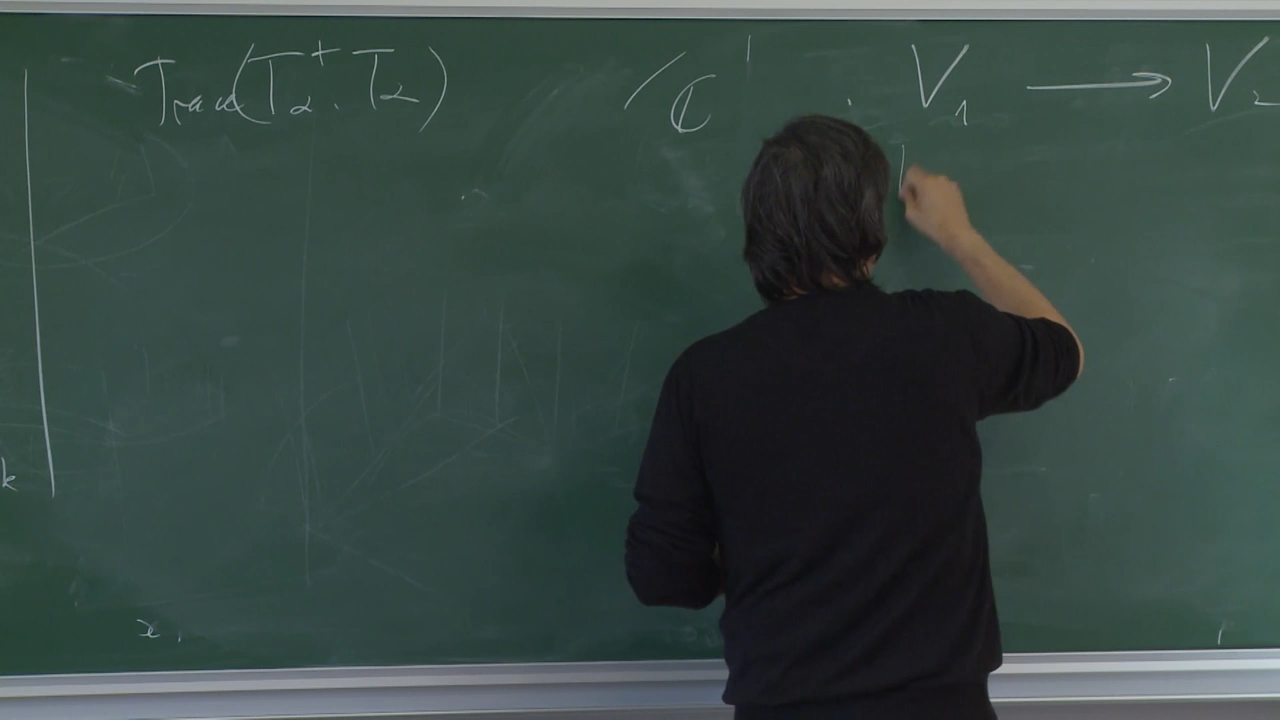 Trace(T₂⁺. T₂) /ℂ V₁ → V₂
k
x,